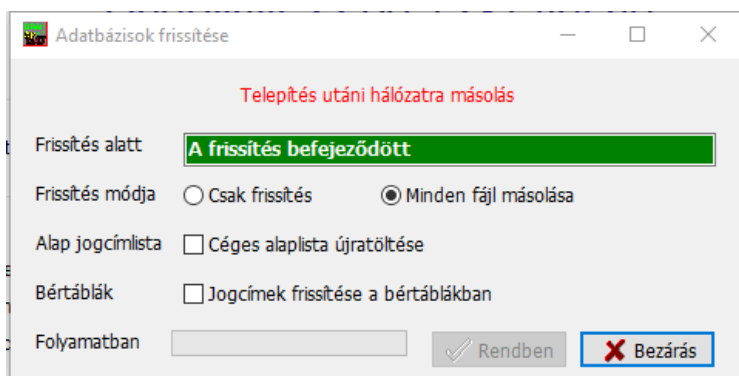 Adatbázisok frissítése
Telepítés utáni hálózatra másolás
Frissítés alatt A frissítés befejeződött
Frissítés módja Csak frissítés Minden fájl másolása
Alap jogcímlista Céges alaplista újratöltése
Bértáblák Jogcímek frissítése a bértáblákban
Folyamatban Rendben Bezárás